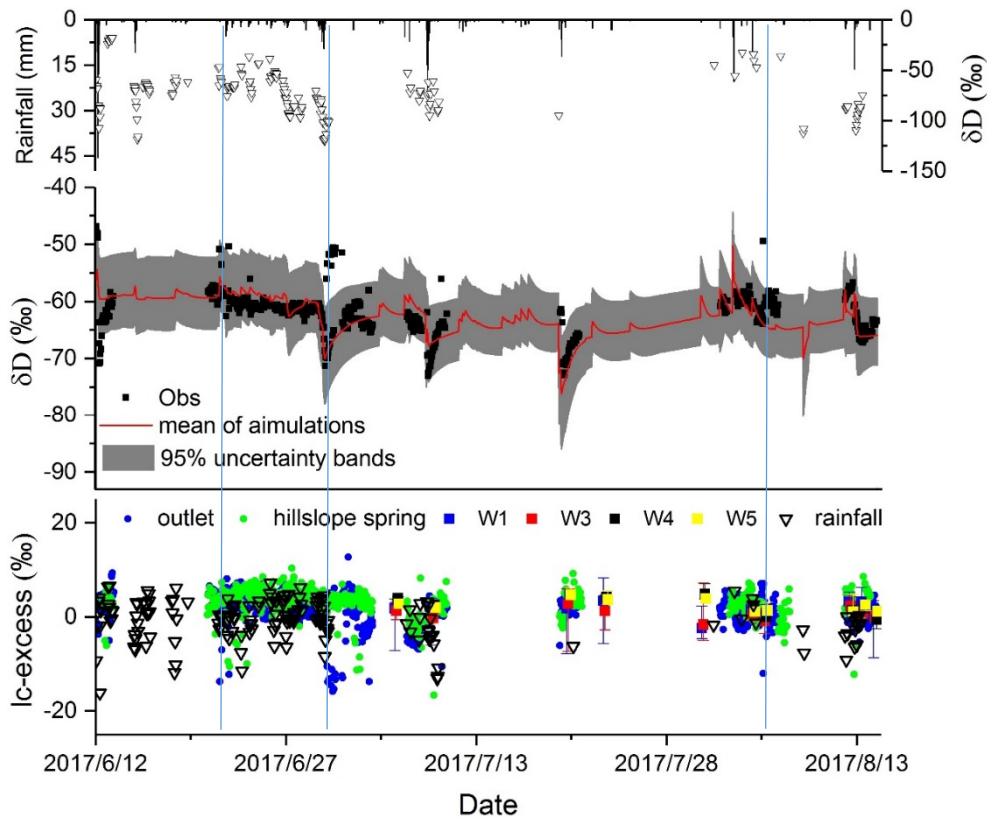 0
15
30
45
Rainfall (mm)
0
-50
-100
-150
δD (‰)
-40
-50
-60
-70
-80
-90
δD (‰)
Obs
mean of aimulations
95% uncertainty bands
20
0
-25
lc-excess (‰)
outlet hillslope spring W1 W3 W4 W5 rainfall
2017/6/12 2017/6/27 2017/7/13 2017/7/28 2017/8/13
Date